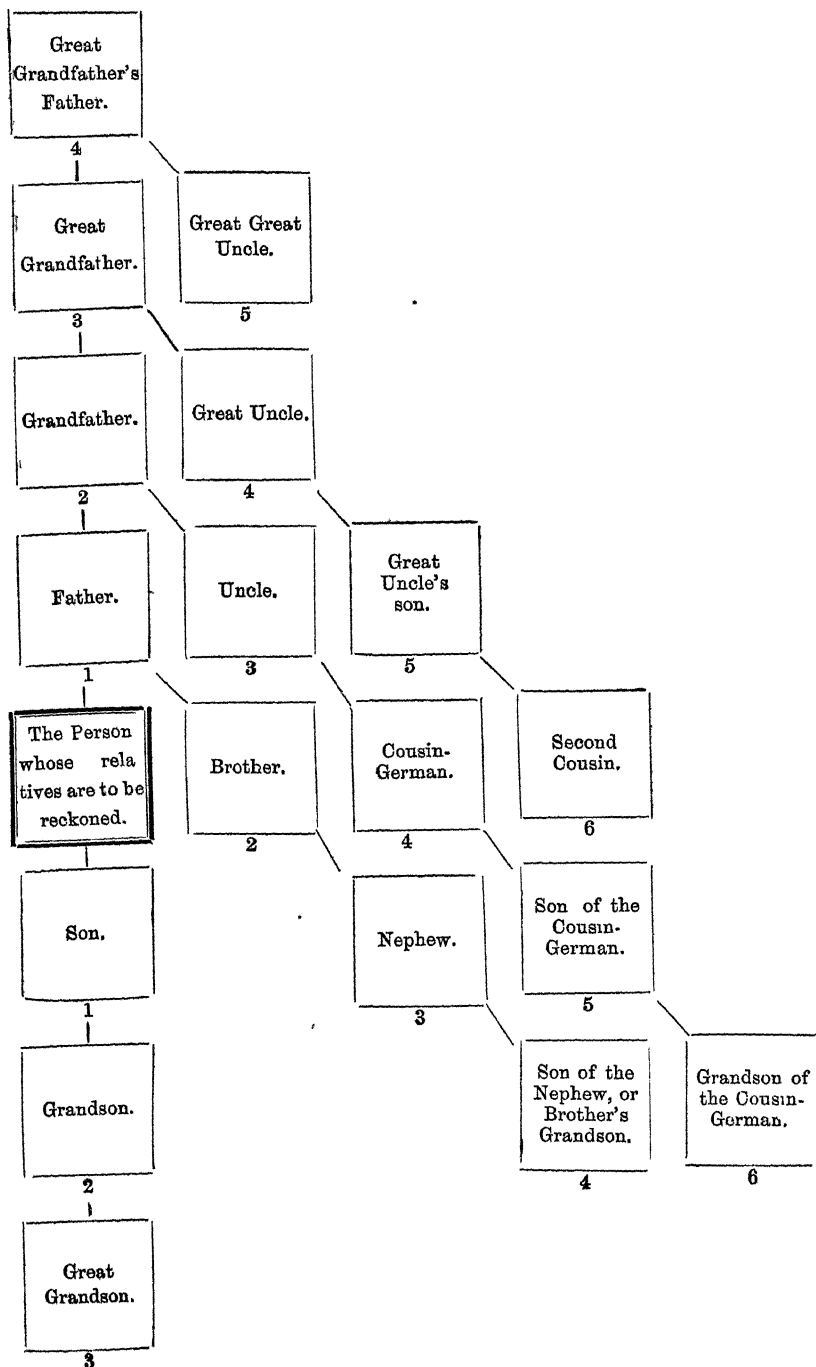 Great
Grandfather's
Father.
4
Great
Grandfather.
3
Great Great
Uncle.
5
Grandfather.
2
Great Uncle.
4
Father.
1
Uncle.
3
Great
Uncle's
son.
5
The Person
whose rela
tives are to be
reckoned.
Brother.
2
Cousin-
German.
4
Second
Cousin.
6
Son.
1
Nephew.
3
Son of the
Cousin-
German.
5
Grandson.
2
Son of the
Nephew, or
Brother's
Grandson.
4
Grandson of
the Cousin-
German.
6
Great
Grandson.
3